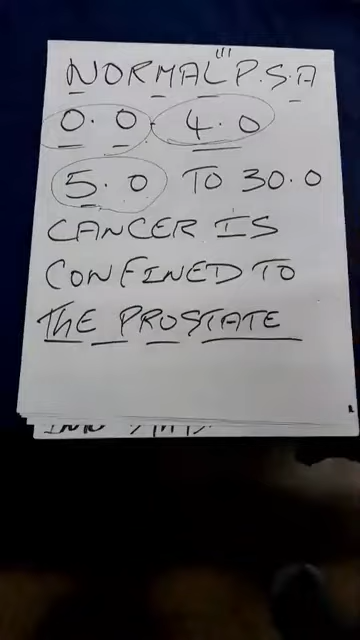 NORMAL P.S.A
0.0 4.0
5.0 TO 30.0
CANCER IS
CONFINED TO
THE PROSTATE